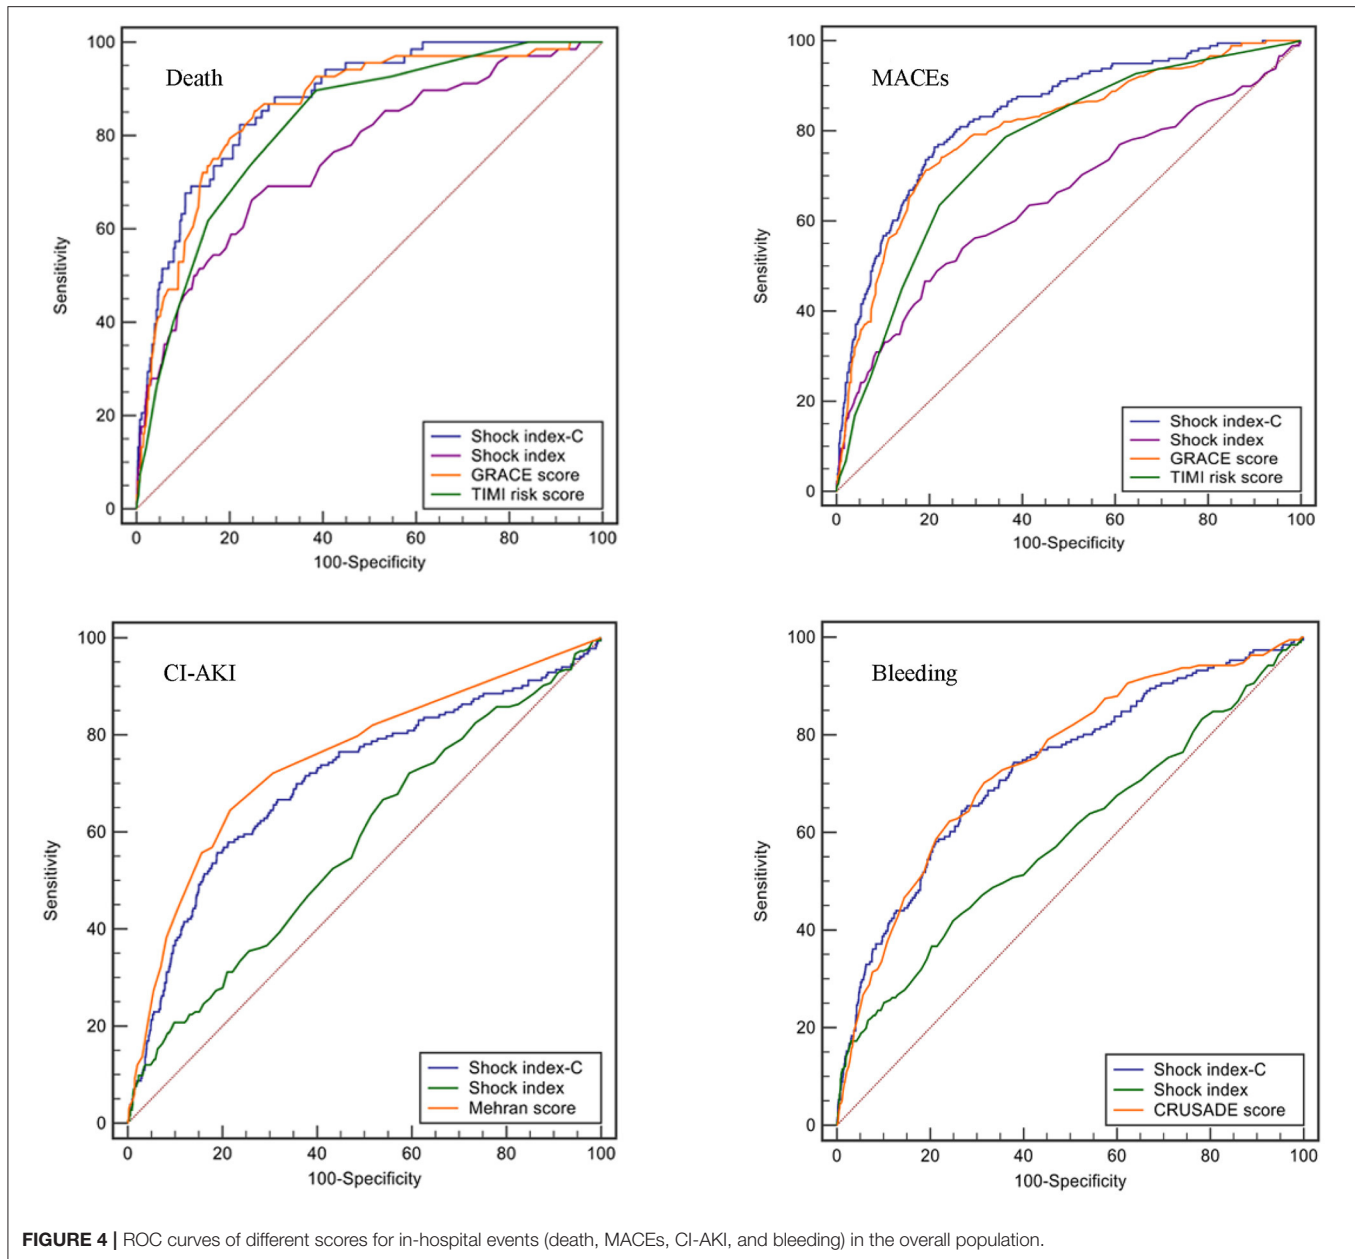 Death
100
80
60
40
20
0
Sensitivity
Shock index-C
Shock index
GRACE score
TIMI risk score
0 20 40 60 80 100
100-Specificity
MACEs
100
80
60
40
20
0
Sensitivity
Shock index-C
Shock index
GRACE score
TIMI risk score
0 20 40 60 80 100
100-Specificity
CI-AKI
100
80
60
40
20
0
Sensitivity
Shock index-C
Shock index
Mehran score
0 20 40 60 80 100
100-Specificity
Bleeding
100
80
60
40
20
0
Sensitivity
Shock index-C
Shock index
CRUSADE score
0 20 40 60 80 100
100-Specificity
FIGURE 4 | ROC curves of different scores for in-hospital events (death, MACEs, CI-AKI, and bleeding) in the overall population.